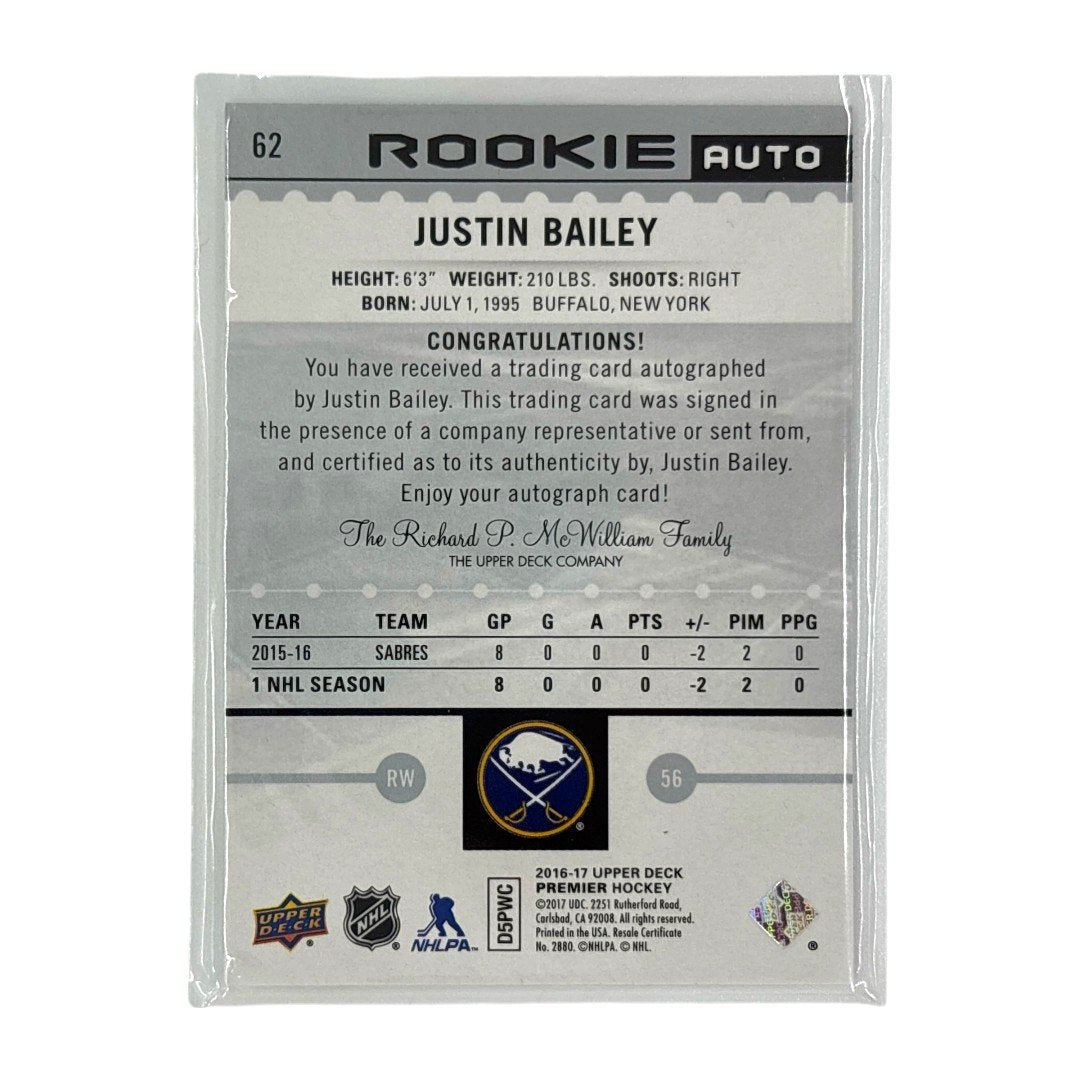 62 ROOKIE AUTO
JUSTIN BAILEY
HEIGHT: 6'3" WEIGHT: 210 LBS. SHOOTS: RIGHT
BORN: JULY 1, 1995 BUFFALO, NEW YORK
CONGRATULATIONS!
You have received a trading card autographed
by Justin Bailey. This trading card was signed in
the presence of a company representative or sent from,
and certified as to its authenticity by, Justin Bailey.
Enjoy your autograph card!
The Richard P. McWilliam Family
THE UPPER DECK COMPANY
YEAR TEAM GP G A PTS +/- PIM PPG
2015-16 SABRES 8 0 0 0 -2 2 0
1 NHL SEASON 8 0 0 0 -2 2 0
RW 56
UPPER
D·E·C·K
®
NHL
®
NHLPA
™
D5PWC
2016-17 UPPER DECK
PREMIER HOCKEY
©2017 UDC. 2251 Rutherford Road,
Carlsbad, CA 92008. All rights reserved.
Printed in the USA. Resale Certificate
No. 2880. ©NHLPA. © NHL.
®